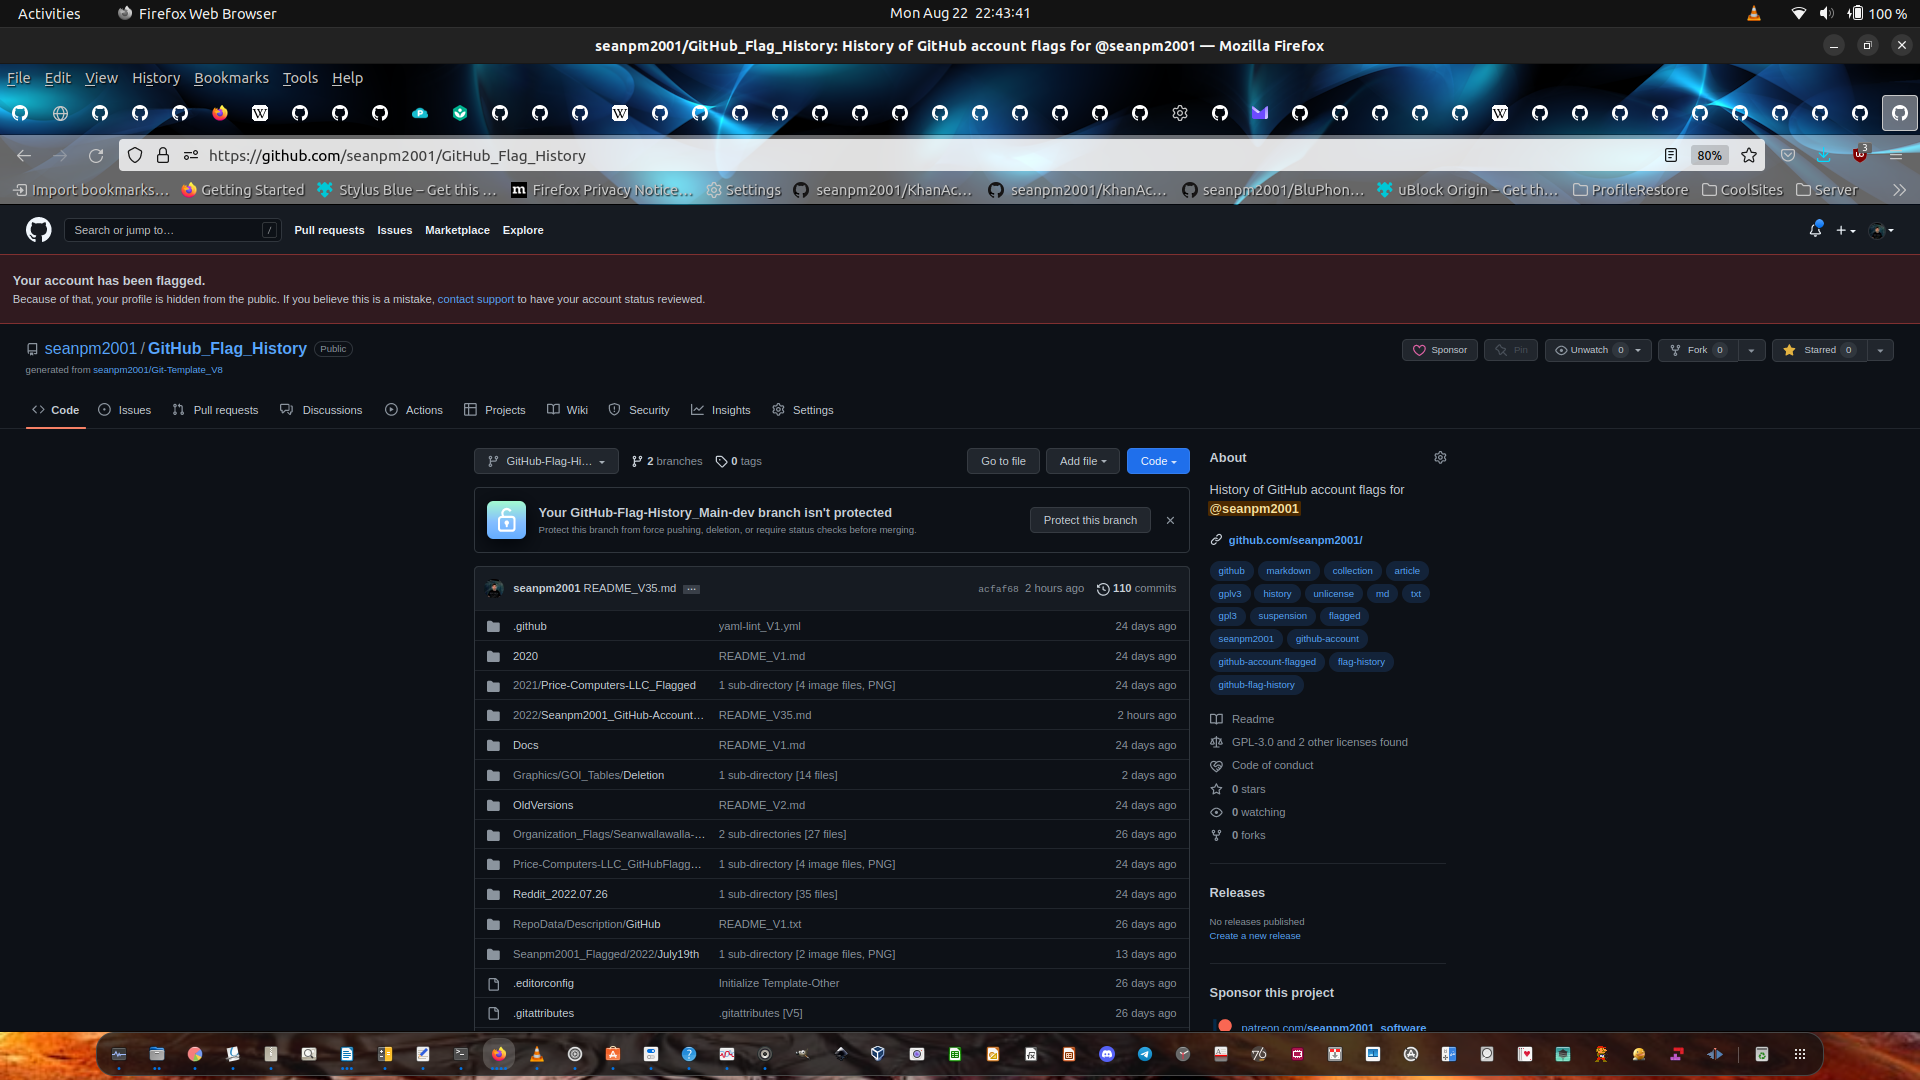 Activities Firefox Web Browser Mon Aug 22 22:43:41 100 %
seanpm2001/GitHub_Flag_History: History of GitHub account flags for @seanpm2001 — Mozilla Firefox
File Edit View History Bookmarks Tools Help
https://github.com/seanpm2001/GitHub_Flag_History 80% 3
Import bookmarks… Getting Started Stylus Blue – Get this … Firefox Privacy Notice… Settings seanpm2001/KhanAc… seanpm2001/KhanAc… seanpm2001/BluPhon… uBlock Origin – Get th… ProfileRestore CoolSites Server
Search or jump to… / Pull requests Issues Marketplace Explore
Your account has been flagged.
Because of that, your profile is hidden from the public. If you believe this is a mistake, contact support to have your account status reviewed.
seanpm2001 / GitHub_Flag_History Public Sponsor Pin Unwatch 0 Fork 0 Starred 0
generated from seanpm2001/Git-Template_V8
Code Issues Pull requests Discussions Actions Projects Wiki Security Insights Settings
GitHub-Flag-Hi… 2 branches 0 tags Go to file Add file Code
Your GitHub-Flag-History_Main-dev branch isn't protected
Protect this branch from force pushing, deletion, or require status checks before merging.
Protect this branch
seanpm2001 README_V35.md … acfaf68 2 hours ago 110 commits
.github yaml-lint_V1.yml 24 days ago
2020 README_V1.md 24 days ago
2021/Price-Computers-LLC_Flagged 1 sub-directory [4 image files, PNG] 24 days ago
2022/Seanpm2001_GitHub-Account… README_V35.md 2 hours ago
Docs README_V1.md 24 days ago
Graphics/GOI_Tables/Deletion 1 sub-directory [14 files] 2 days ago
OldVersions README_V2.md 24 days ago
Organization_Flags/Seanwallawalla-… 2 sub-directories [27 files] 26 days ago
Price-Computers-LLC_GitHubFlagg… 1 sub-directory [4 image files, PNG] 24 days ago
Reddit_2022.07.26 1 sub-directory [35 files] 24 days ago
RepoData/Description/GitHub README_V1.txt 26 days ago
Seanpm2001_Flagged/2022/July19th 1 sub-directory [2 image files, PNG] 13 days ago
.editorconfig Initialize Template-Other 26 days ago
.gitattributes .gitattributes [V5] 26 days ago
About
History of GitHub account flags for
@seanpm2001
github.com/seanpm2001/
github markdown collection article
gplv3 history unlicense md txt
gpl3 suspension flagged
seanpm2001 github-account
github-account-flagged flag-history
github-flag-history
Readme
GPL-3.0 and 2 other licenses found
Code of conduct
0 stars
0 watching
0 forks
Releases
No releases published
Create a new release
Sponsor this project
patreon.com/seanpm2001_software